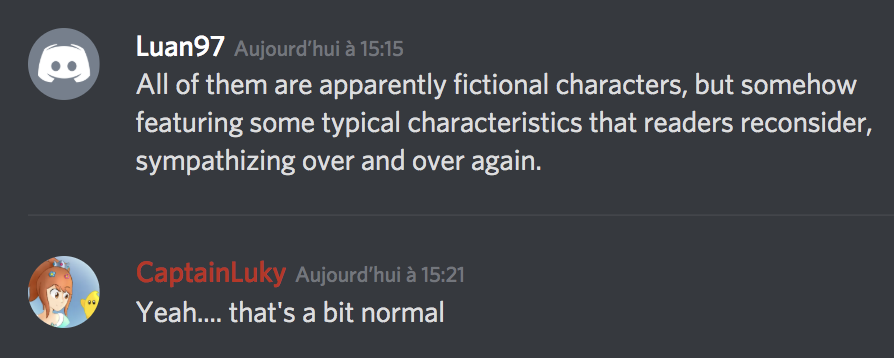 Luan97 Aujourd’hui à 15:15
All of them are apparently fictional characters, but somehow
featuring some typical characteristics that readers reconsider,
sympathizing over and over again.
CaptainLuky Aujourd’hui à 15:21
Yeah.... that's a bit normal